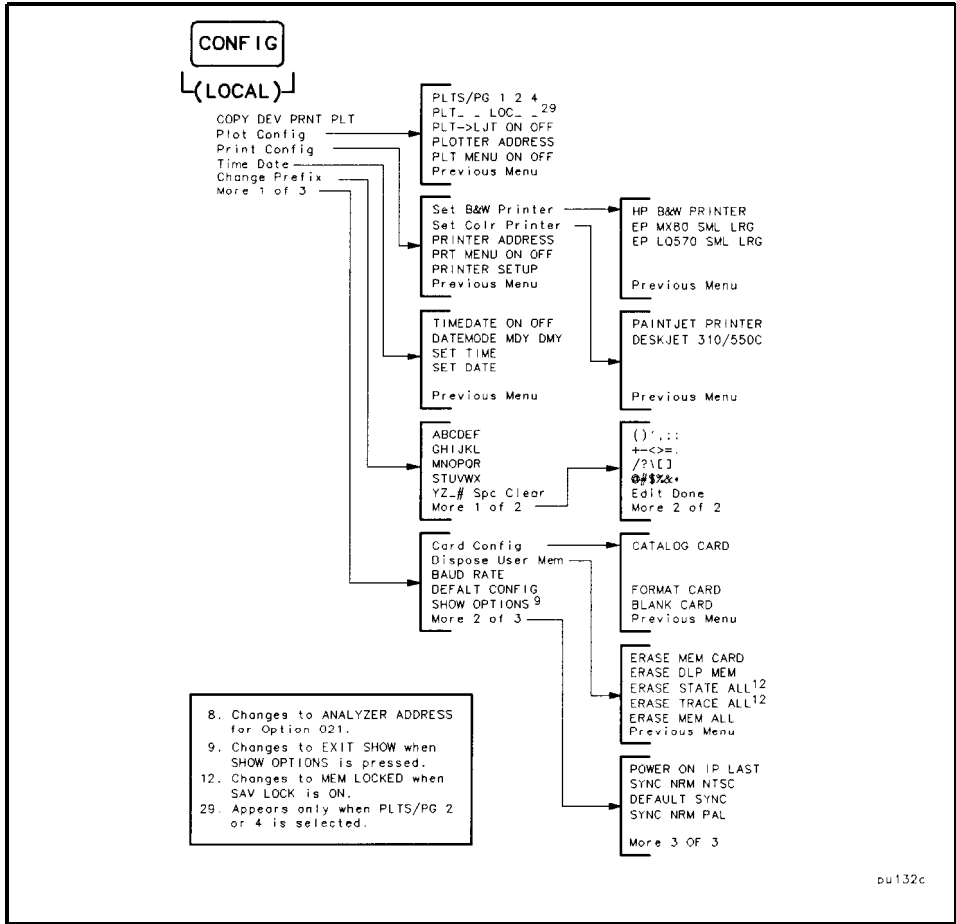 CONFIG
(LOCAL)
COPY DEV PRNT PLT
Plot Config
Print Config
Time Date
Change Prefix
More 1 of 3
PLTS/PG 1 2 4
PLT_ _ LOC_ _ 29
PLT->LJT ON OFF
PLOTTER ADDRESS
PLT MENU ON OFF
Previous Menu
Set B&W Printer
Set Colr Printer
PRINTER ADDRESS
PRT MENU ON OFF
PRINTER SETUP
Previous Menu
HP B&W PRINTER
EP MX80 SML LRG
EP LQ570 SML LRG
Previous Menu
TIMEDATE ON OFF
DATEMODE MDY DMY
SET TIME
SET DATE
Previous Menu
PAINTJET PRINTER
DESKJET 310/550C
Previous Menu
ABCDEF
GHIJKL
MNOPQR
STUVWX
YZ_# Spc Clear
More 1 of 2
()',:;
+-<>=.
/?\[]
@#$%&*
Edit Done
More 2 of 2
Card Config
Dispose User Mem
BAUD RATE
DEFALT CONFIG
SHOW OPTIONS 9
More 2 of 3
CATALOG CARD
FORMAT CARD
BLANK CARD
Previous Menu
ERASE MEM CARD
ERASE DLP MEM
ERASE STATE ALL 12
ERASE TRACE ALL 12
ERASE MEM ALL
Previous Menu
POWER ON IP LAST
SYNC NRM NTSC
DEFAULT SYNC
SYNC NRM PAL
More 3 OF 3
8. Changes to ANALYZER ADDRESS
for Option 021.
9. Changes to EXIT SHOW when
SHOW OPTIONS is pressed.
12. Changes to MEM LOCKED when
SAV LOCK is ON.
29. Appears only when PLTS/PG 2
or 4 is selected.
pu132c